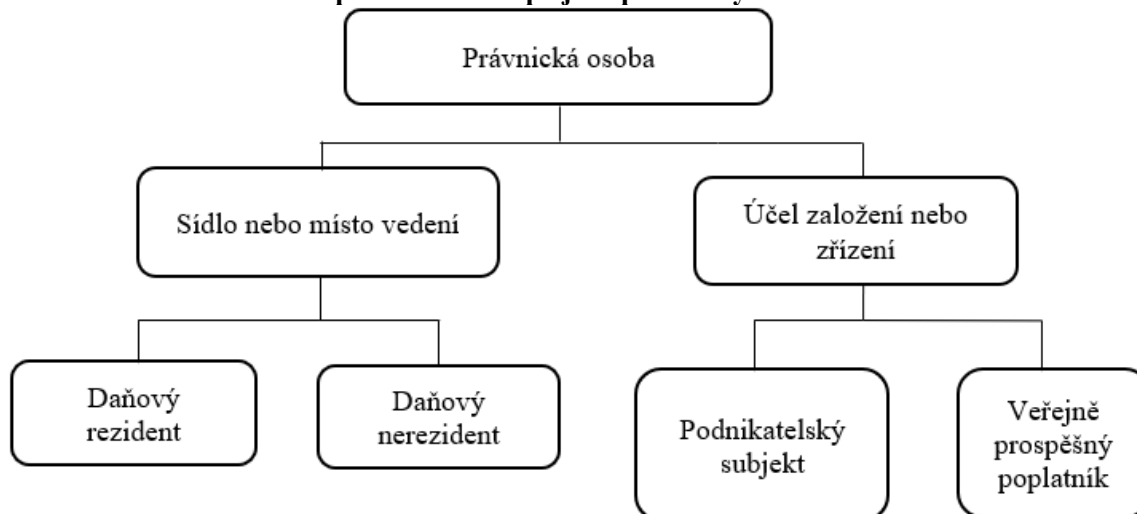 Právnická osoba
Sídlo nebo místo vedení
Účel založení nebo
zřízení
Daňový
rezident
Daňový
nerezident
Podnikatelský
subjekt
Veřejně
prospěšný
poplatník